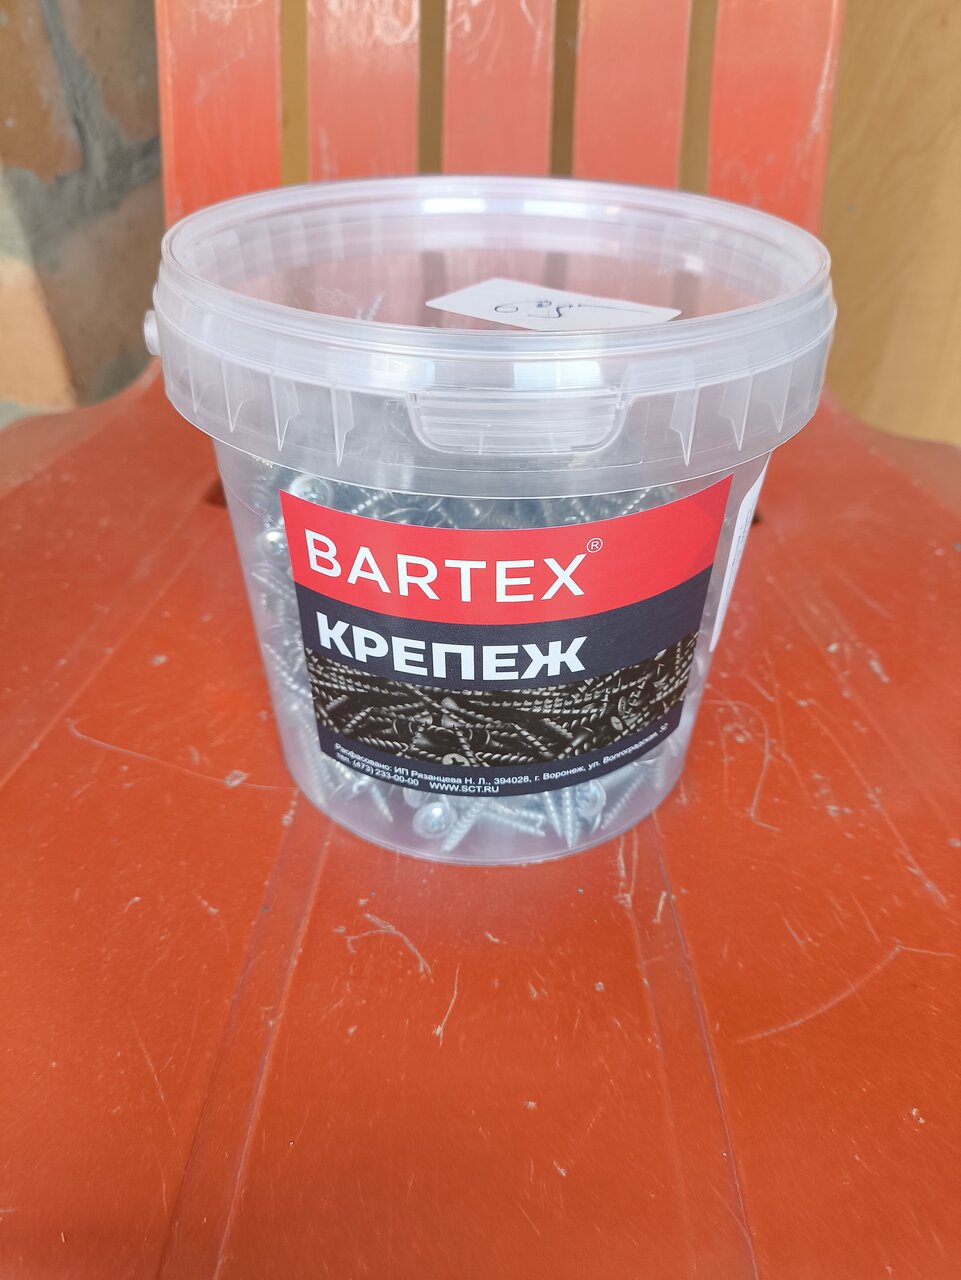 BARTEX®
КРЕПЕЖ
Расфасовано: ИП Рязанцева Н. Л., 394028, г. Воронеж, ул. Волгоградская, 32
тел. (473) 233-00-00 WWW.SCT.RU